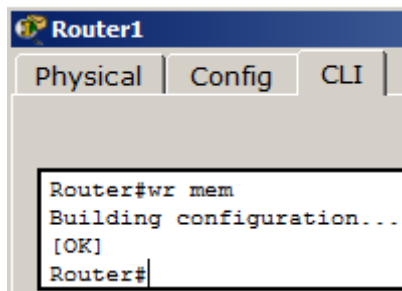 Router1
Physical Config CLI
Router#wr mem
Building configuration...
[OK]
Router#